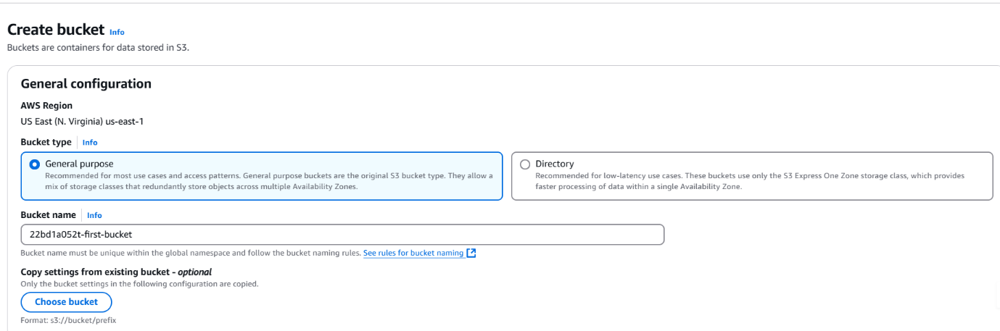 Create bucket Info
Buckets are containers for data stored in S3.
General configuration
AWS Region
US East (N. Virginia) us-east-1
Bucket type Info
General purpose
Recommended for most use cases and access patterns. General purpose buckets are the original S3 bucket type. They allow a
mix of storage classes that redundantly store objects across multiple Availability Zones.
Directory
Recommended for low-latency use cases. These buckets use only the S3 Express One Zone storage class, which provides
faster processing of data within a single Availability Zone.
Bucket name Info
22bd1a052t-first-bucket
Bucket name must be unique within the global namespace and follow the bucket naming rules. See rules for bucket naming
Copy settings from existing bucket - optional
Only the bucket settings in the following configuration are copied.
Choose bucket
Format: s3://bucket/prefix